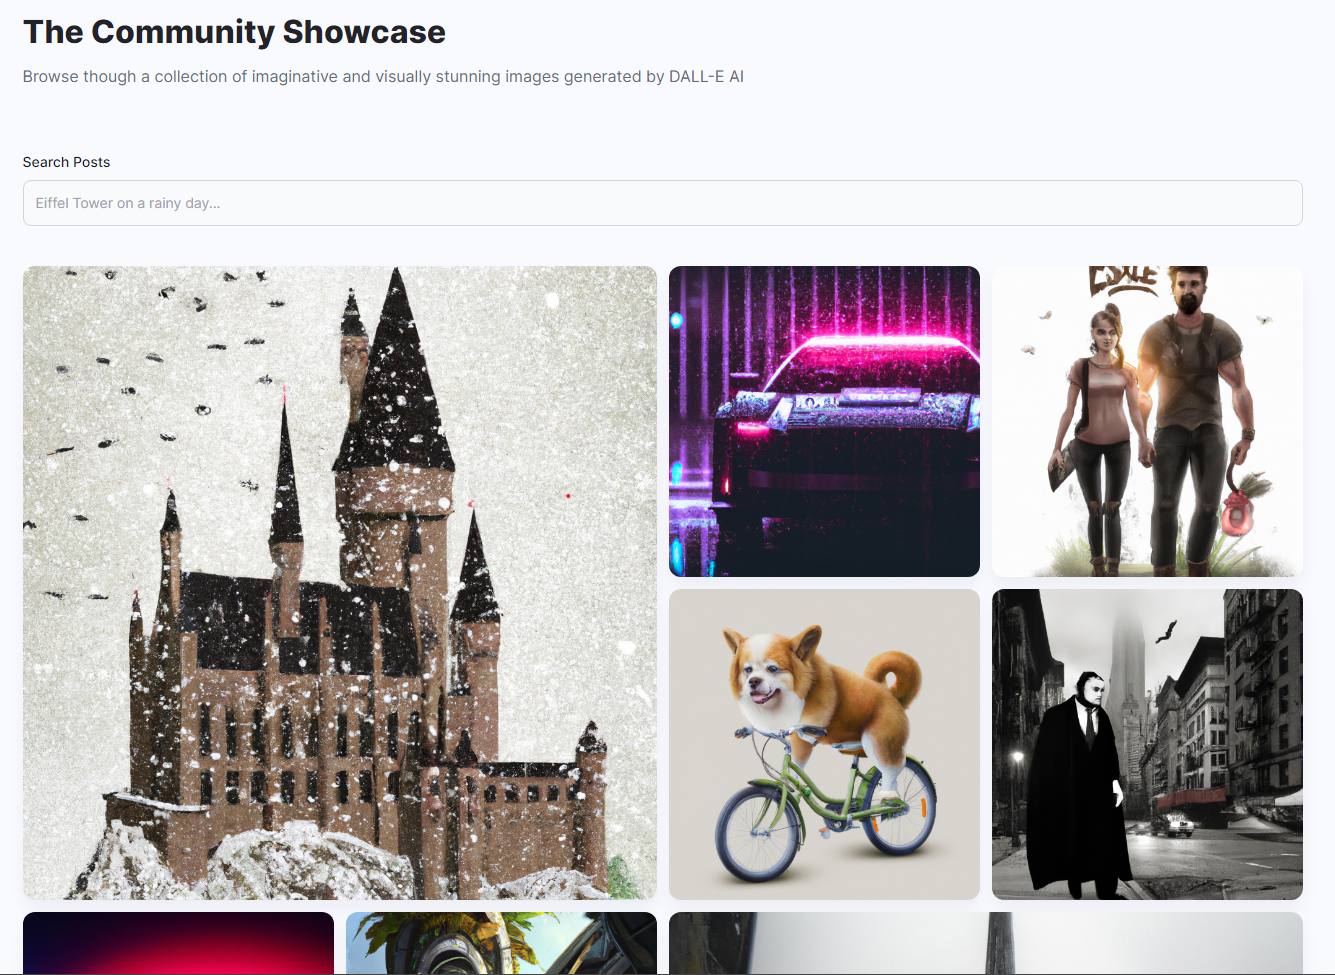 The Community Showcase
Browse though a collection of imaginative and visually stunning images generated by DALL-E AI
Search Posts
Eiffel Tower on a rainy day...